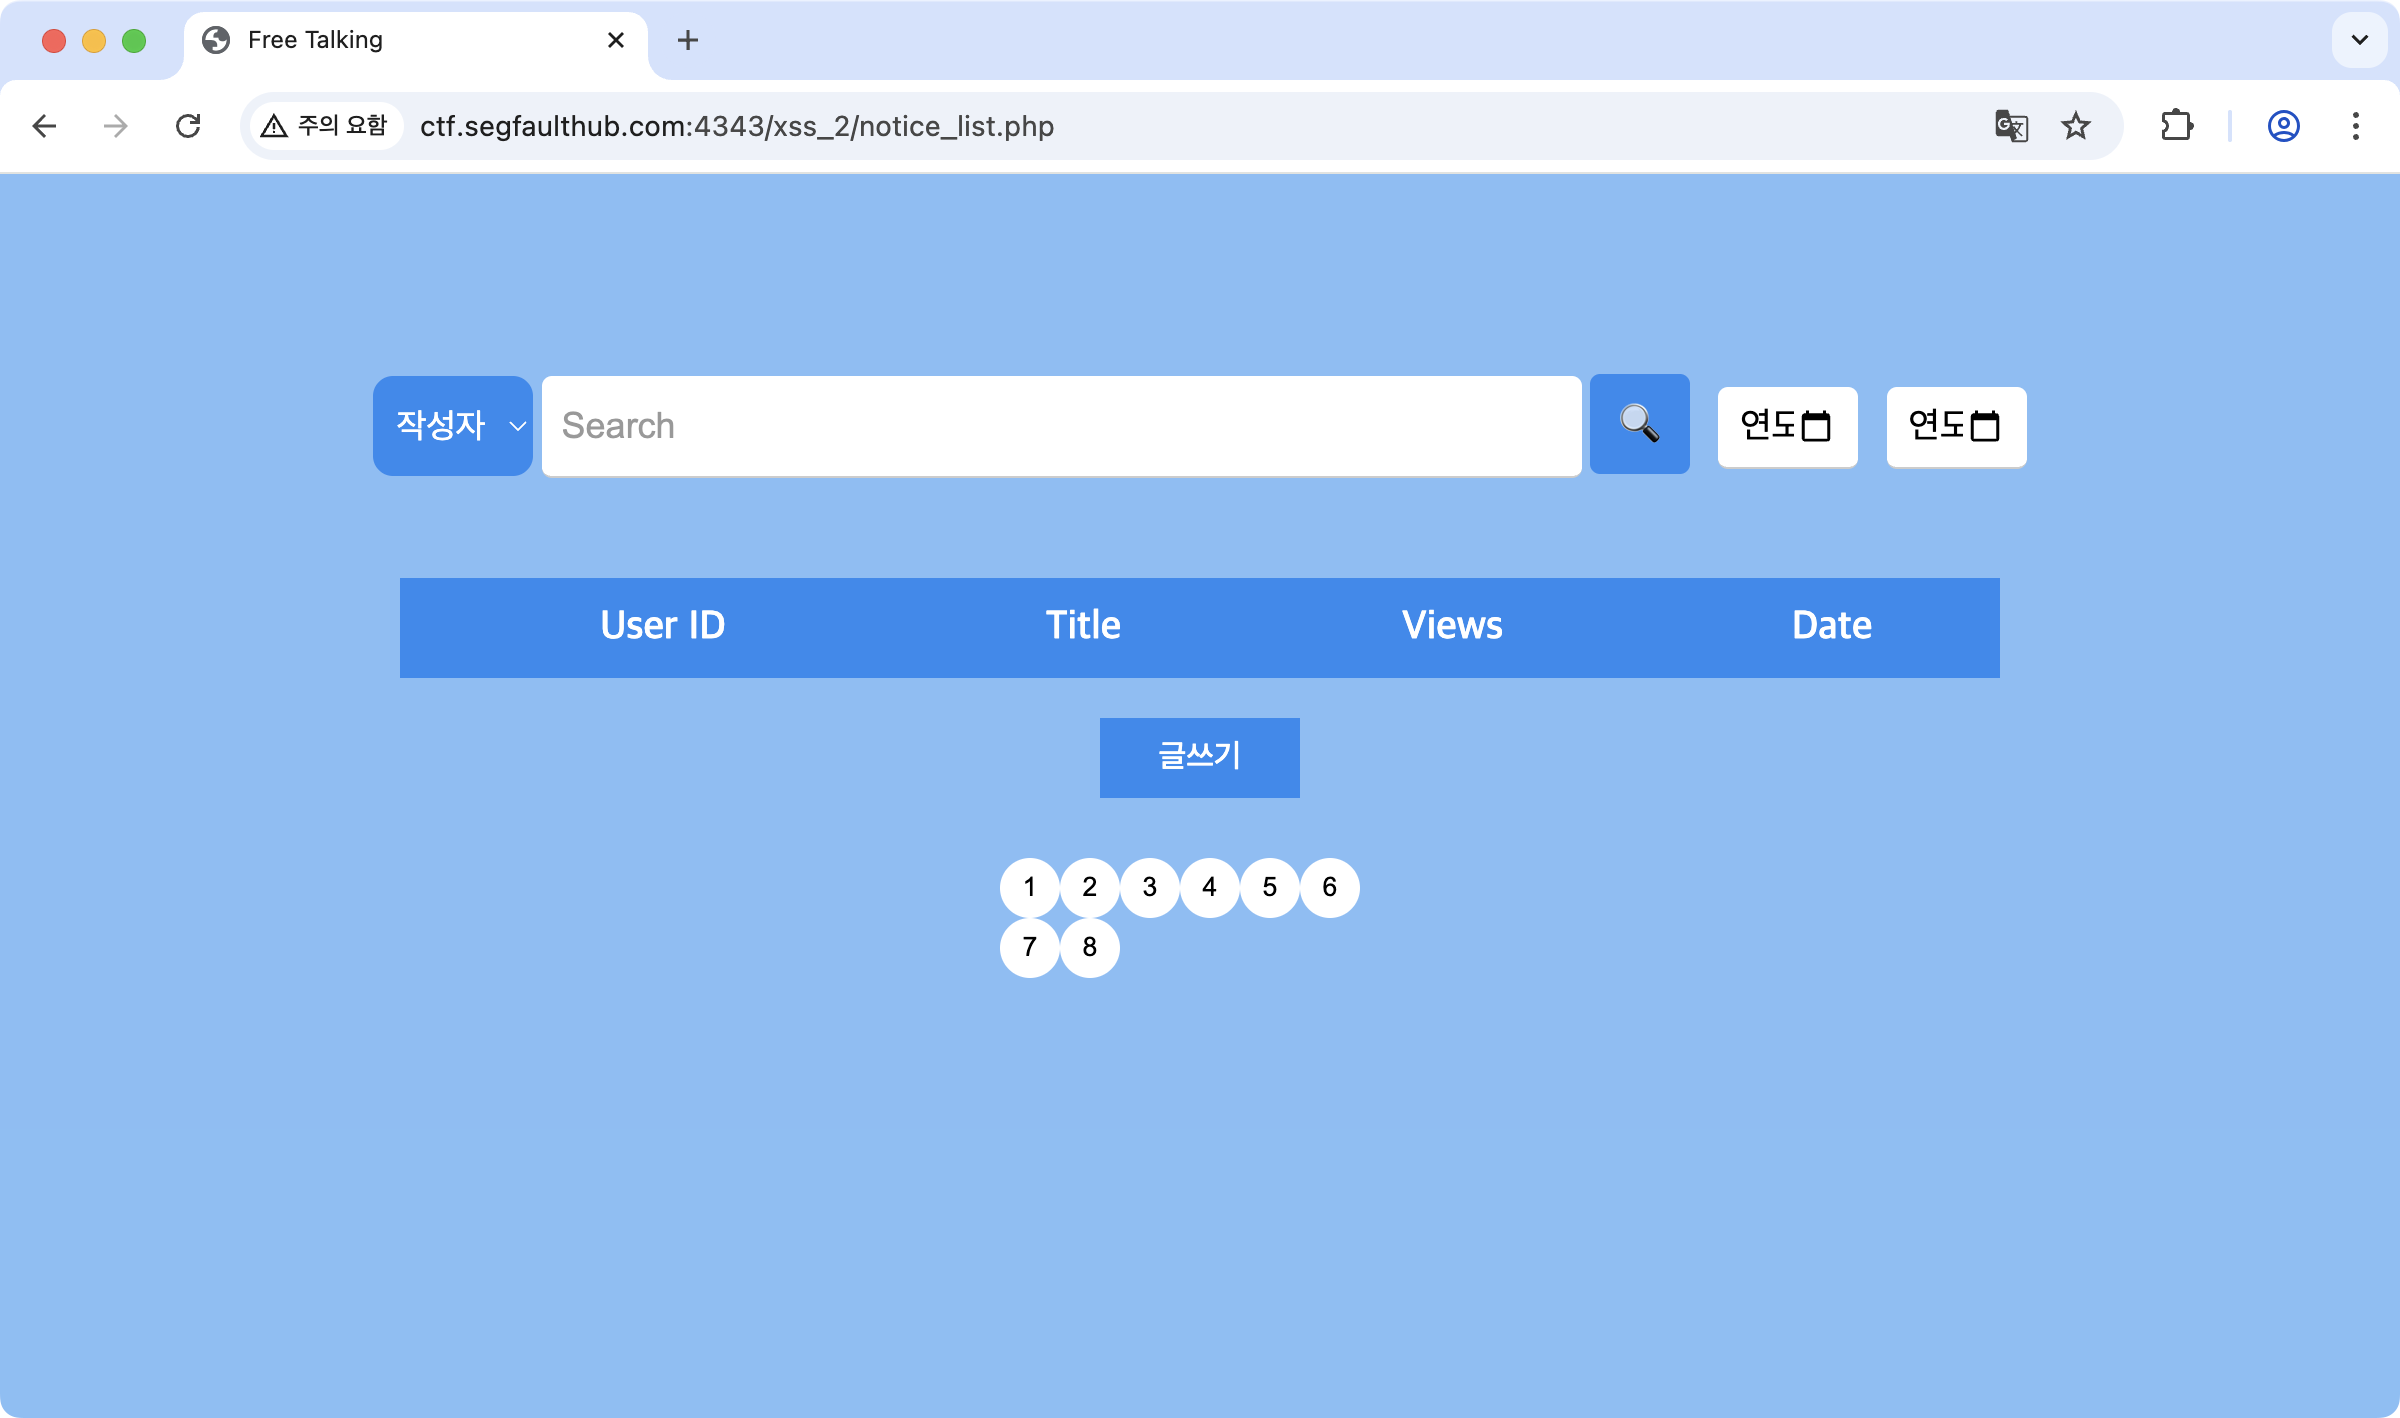 Free Talking
주의 요함 ctf.segfaulthub.com:4343/xss_2/notice_list.php
작성자 Search 연도 연도
User ID Title Views Date
글쓰기
1 2 3 4 5 6
7 8